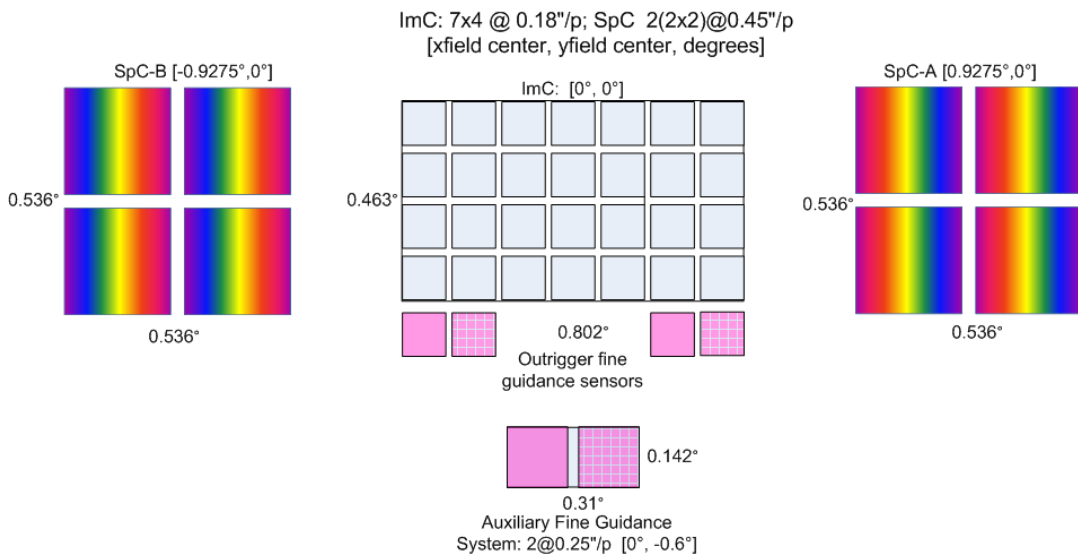 ImC: 7x4 @ 0.18"/p; SpC 2(2x2)@0.45"/p
[xfield center, yfield center, degrees]
SpC-B [-0.9275°,0°]
ImC: [0°, 0°]
SpC-A [0.9275°,0°]
0.536°
0.463°
0.536°
0.536°
0.802°
0.536°
Outrigger fine
guidance sensors
0.142°
0.31°
Auxiliary Fine Guidance
System: 2@0.25"/p [0°, -0.6°]